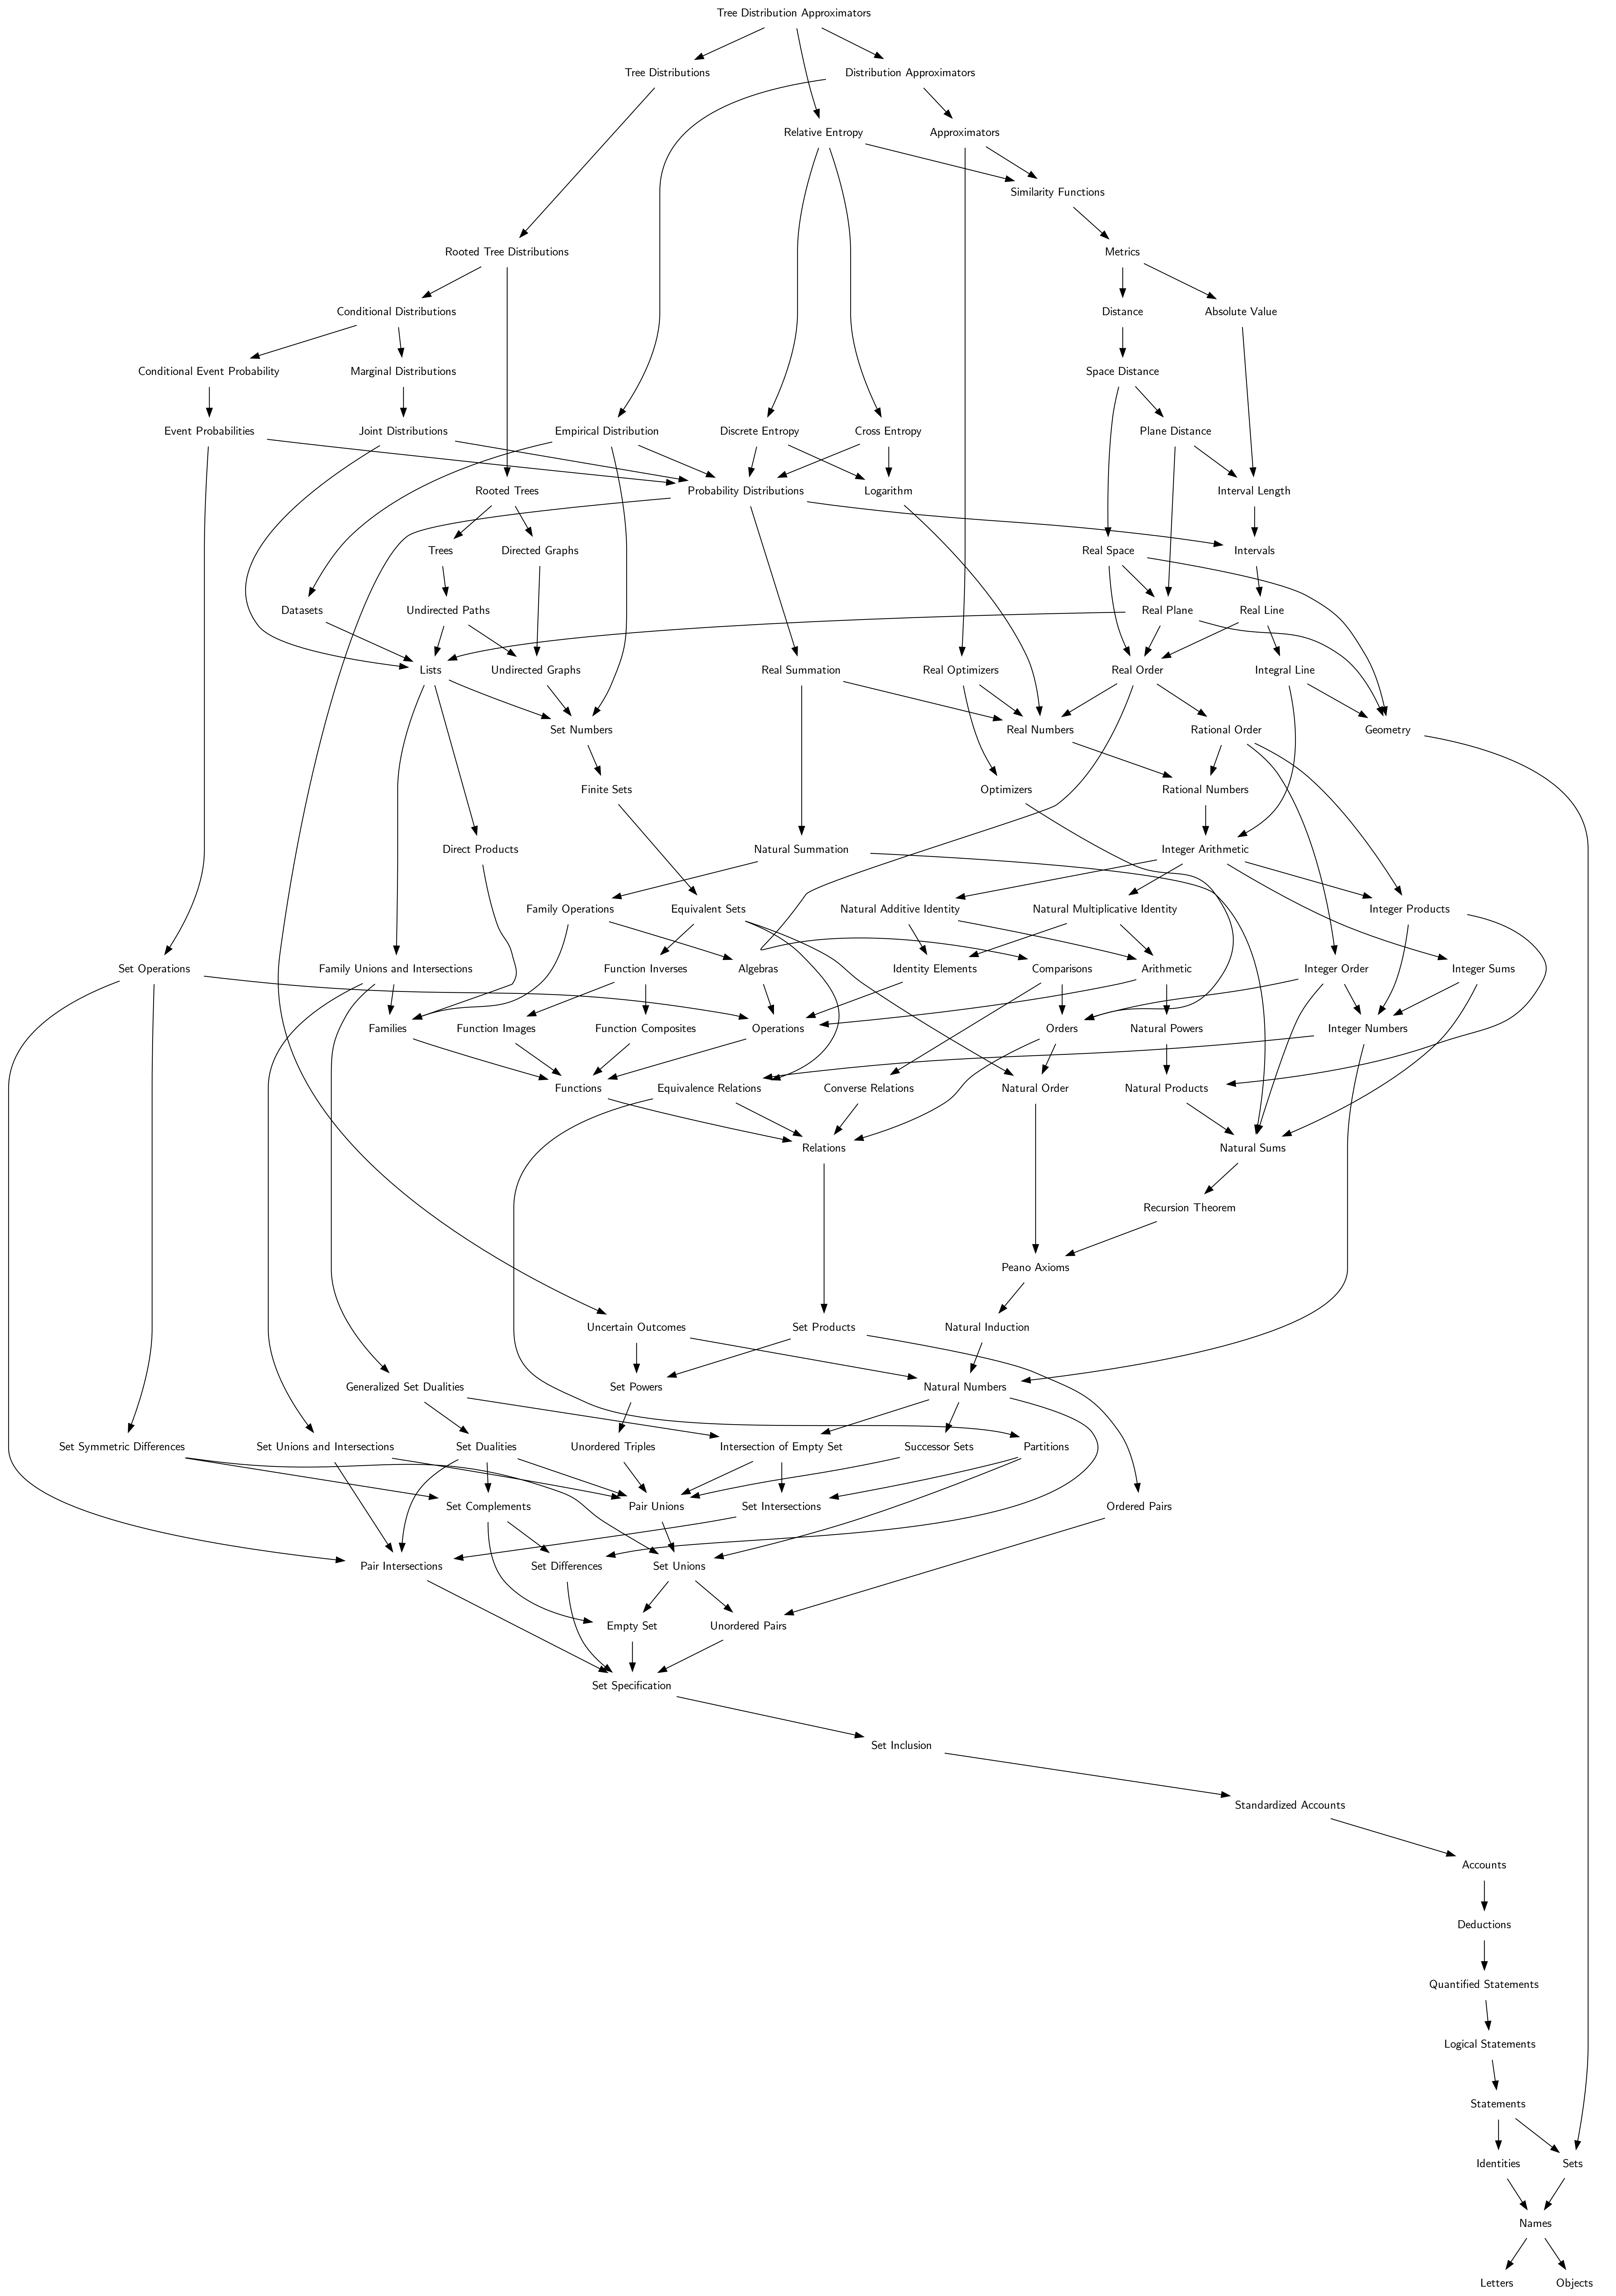 Tree Distribution Approximators
Tree Distributions
Distribution Approximators
Relative Entropy
Approximators
Similarity Functions
Rooted Tree Distributions
Metrics
Conditional Distributions
Distance
Absolute Value
Conditional Event Probability
Marginal Distributions
Space Distance
Event Probabilities
Joint Distributions
Empirical Distribution
Discrete Entropy
Cross Entropy
Plane Distance
Rooted Trees
Probability Distributions
Logarithm
Interval Length
Trees
Directed Graphs
Real Space
Intervals
Datasets
Undirected Paths
Real Plane
Real Line
Lists
Undirected Graphs
Real Summation
Real Optimizers
Real Order
Integral Line
Set Numbers
Real Numbers
Rational Order
Geometry
Finite Sets
Optimizers
Rational Numbers
Direct Products
Natural Summation
Integer Arithmetic
Family Operations
Equivalent Sets
Natural Additive Identity
Natural Multiplicative Identity
Integer Products
Set Operations
Family Unions and Intersections
Function Inverses
Algebras
Identity Elements
Comparisons
Arithmetic
Integer Order
Integer Sums
Families
Function Images
Function Composites
Operations
Orders
Natural Powers
Integer Numbers
Functions
Equivalence Relations
Converse Relations
Natural Order
Natural Products
Relations
Natural Sums
Recursion Theorem
Peano Axioms
Uncertain Outcomes
Set Products
Natural Induction
Generalized Set Dualities
Set Powers
Natural Numbers
Set Symmetric Differences
Set Unions and Intersections
Set Dualities
Unordered Triples
Intersection of Empty Set
Successor Sets
Partitions
Set Complements
Pair Unions
Set Intersections
Ordered Pairs
Pair Intersections
Set Differences
Set Unions
Empty Set
Unordered Pairs
Set Specification
Set Inclusion
Standardized Accounts
Accounts
Deductions
Quantified Statements
Logical Statements
Statements
Identities
Sets
Names
Letters
Objects